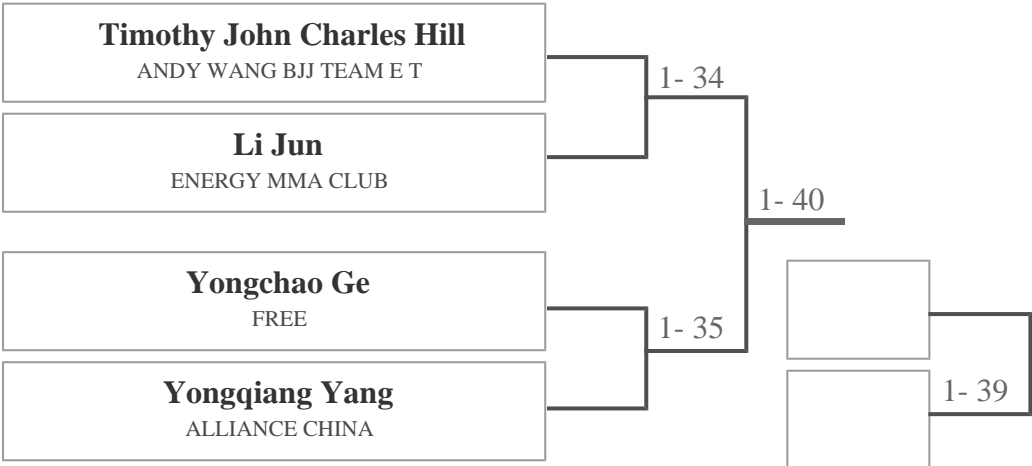 Timothy John Charles Hill
ANDY WANG BJJ TEAM E T
1- 34
Li Jun
ENERGY MMA CLUB
1- 40
Yongchao Ge
FREE
1- 35
Yongqiang Yang
ALLIANCE CHINA
1- 39